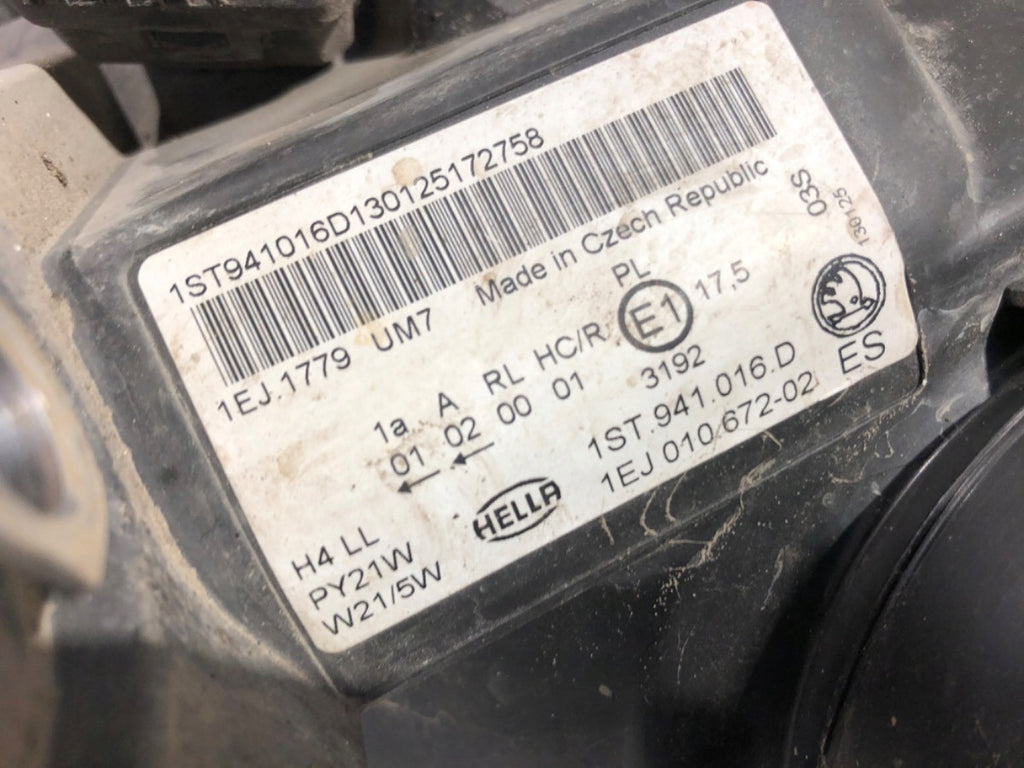 1ST941016D130125172758
1EJ.1779 UM7 Made in Czech Republic
03S
130125
1a A RL HC/R PL E1 17,5
01 02 00 01 3192
HELLA
1ST.941.016.D
1EJ 010 672-02 ES
H4 LL
PY21W
W21/5W